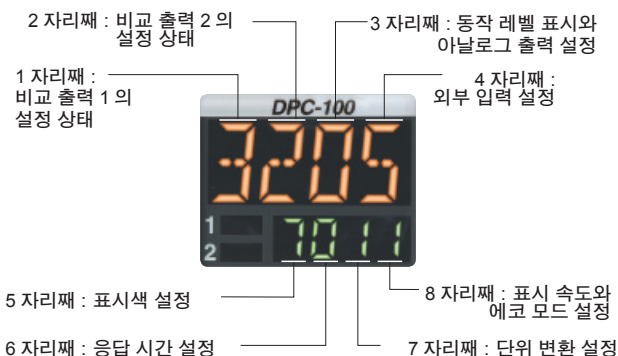 2 자리째 : 비교 출력 2 의
설정 상태
3 자리째 : 동작 레벨 표시와
아날로그 출력 설정
1 자리째 :
비교 출력 1 의
설정 상태
4 자리째 :
외부 입력 설정
DPC-100
3205
1
2
7011
5 자리째 : 표시색 설정
8 자리째 : 표시 속도와
에코 모드 설정
6 자리째 : 응답 시간 설정
7 자리째 : 단위 변환 설정